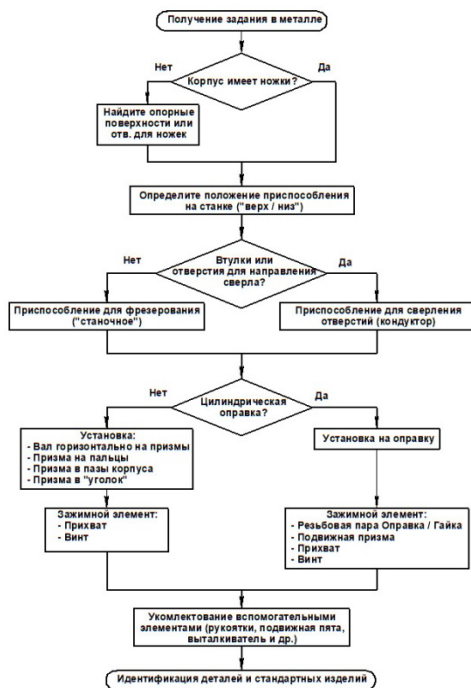 Получение задания в металле
Нет
Да
Корпус имеет ножки?
Найдите опорные
поверхности или
отв. для ножек
Определите положение приспособления
на станке ("верх / низ")
Нет
Втулки или
отверстия для направления
сверла?
Да
Приспособление для фрезерования
("станочное")
Приспособление для сверления
отверстий (кондуктор)
Нет
Цилиндрическая
оправка?
Да
Установка:
- Вал горизонтально на призмы
- Призма на пальцы
- Призма в пазы корпуса
- Призма в "уголок"
Установка на оправку
Зажимной элемент:
- Прихват
- Винт
Зажимной элемент:
- Резьбовая пара Оправка / Гайка
- Подвижная призма
- Прихват
- Винт
Укомлектование вспомогательными
элементами (рукоятки, подвижная пята,
выталкиватель и др.)
Идентификация деталей и стандартных изделий